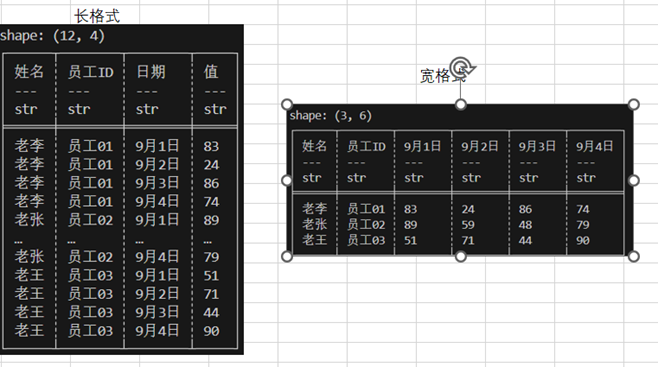 长格式
shape: (12, 4)
姓名 员工ID 日期 值
--- --- --- ---
str str str str
老李 员工01 9月1日 83
老李 员工01 9月2日 24
老李 员工01 9月3日 86
老李 员工01 9月4日 74
老张 员工02 9月1日 89
… … … …
老张 员工02 9月4日 79
老王 员工03 9月1日 51
老王 员工03 9月2日 71
老王 员工03 9月3日 44
老王 员工03 9月4日 90
宽格式
shape: (3, 6)
姓名 员工ID 9月1日 9月2日 9月3日 9月4日
--- --- --- --- --- ---
str str str str str str
老李 员工01 83 24 86 74
老张 员工02 89 59 48 79
老王 员工03 51 71 44 90